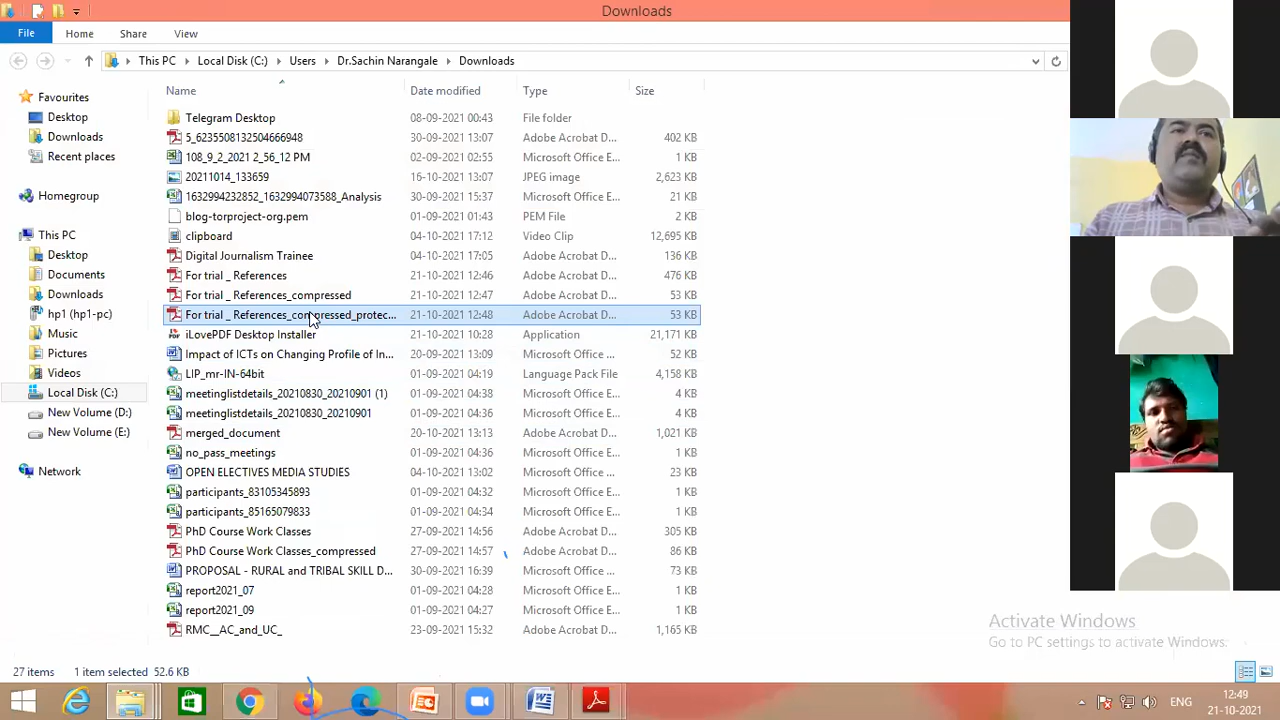 Downloads
File Home Share View
This PC Local Disk (C:) Users Dr.Sachin Narangale Downloads
Name Date modified Type Size
Favourites
Desktop
Downloads
Recent places
Homegroup
This PC
Desktop
Documents
Downloads
hp1 (hp1-pc)
Music
Pictures
Videos
Local Disk (C:)
New Volume (D:)
New Volume (E:)
Network
Telegram Desktop 08-09-2021 00:43 File folder
5_6235508132504666948 30-09-2021 13:07 Adobe Acrobat D... 402 KB
108_9_2_2021 2_56_12 PM 02-09-2021 02:55 Microsoft Office E... 1 KB
20211014_133659 16-10-2021 13:07 JPEG image 2,623 KB
1632994232852_1632994073588_Analysis 30-09-2021 15:37 Microsoft Office E... 21 KB
blog-torproject-org.pem 01-09-2021 01:43 PEM File 2 KB
clipboard 04-10-2021 17:12 Video Clip 12,695 KB
Digital Journalism Trainee 04-10-2021 17:05 Adobe Acrobat D... 136 KB
For trial _ References 21-10-2021 12:46 Adobe Acrobat D... 476 KB
For trial _ References_compressed 21-10-2021 12:47 Adobe Acrobat D... 53 KB
For trial _ References_compressed_protec... 21-10-2021 12:48 Adobe Acrobat D... 53 KB
iLovePDF Desktop Installer 21-10-2021 10:28 Application 21,171 KB
Impact of ICTs on Changing Profile of In... 20-09-2021 13:09 Microsoft Office ... 52 KB
LIP_mr-IN-64bit 01-09-2021 04:19 Language Pack File 4,158 KB
meetinglistdetails_20210830_20210901 (1) 01-09-2021 04:38 Microsoft Office E... 4 KB
meetinglistdetails_20210830_20210901 01-09-2021 04:36 Microsoft Office E... 4 KB
merged_document 20-10-2021 13:13 Adobe Acrobat D... 1,021 KB
no_pass_meetings 01-09-2021 04:36 Microsoft Office E... 1 KB
OPEN ELECTIVES MEDIA STUDIES 04-10-2021 13:02 Microsoft Office ... 23 KB
participants_83105345893 01-09-2021 04:32 Microsoft Office E... 1 KB
participants_85165079833 01-09-2021 04:34 Microsoft Office E... 1 KB
PhD Course Work Classes 27-09-2021 14:56 Adobe Acrobat D... 305 KB
PhD Course Work Classes_compressed 27-09-2021 14:57 Adobe Acrobat D... 86 KB
PROPOSAL - RURAL and TRIBAL SKILL D... 30-09-2021 16:39 Microsoft Office ... 73 KB
report2021_07 01-09-2021 04:28 Microsoft Office E... 1 KB
report2021_09 01-09-2021 04:27 Microsoft Office E... 1 KB
RMC__AC_and_UC_ 23-09-2021 15:32 Adobe Acrobat D... 1,165 KB
Activate Windows
Go to PC settings to activate Windows.
27 items 1 item selected 52.6 KB
ENG 12:49
21-10-2021